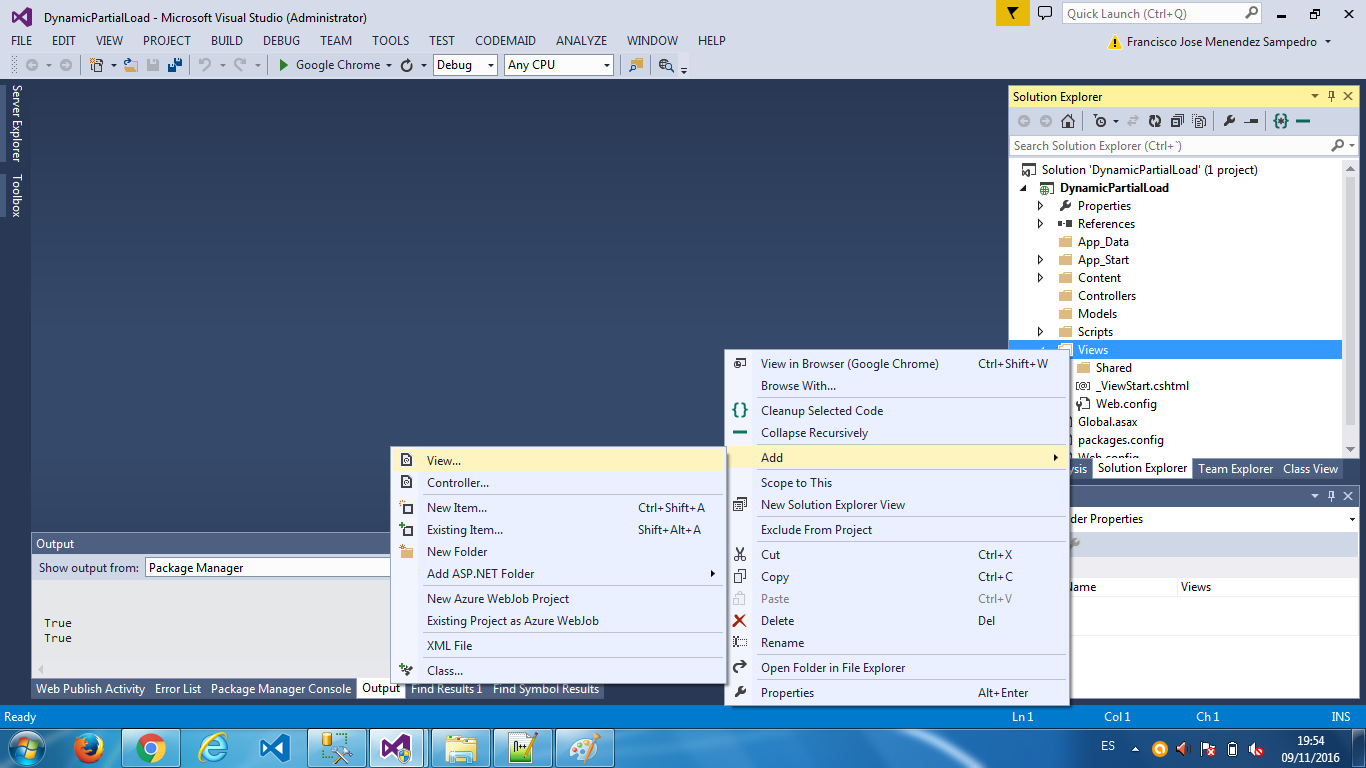 DynamicPartialLoad - Microsoft Visual Studio (Administrator)
Quick Launch (Ctrl+Q)
FILE EDIT VIEW PROJECT BUILD DEBUG TEAM TOOLS TEST CODEMAID ANALYZE WINDOW HELP
Francisco Jose Menendez Sampedro
Google Chrome Debug Any CPU
Server Explorer
Toolbox
Solution Explorer
Search Solution Explorer (Ctrl+¨)
Solution 'DynamicPartialLoad' (1 project)
DynamicPartialLoad
Properties
References
App_Data
App_Start
Content
Controllers
Models
Scripts
Views
Shared
_ViewStart.cshtml
Web.config
Global.asax
packages.config
Web.config
ysis Solution Explorer Team Explorer Class View
der Properties
Name Views
View in Browser (Google Chrome) Ctrl+Shift+W
Browse With...
Cleanup Selected Code
Collapse Recursively
Add
Scope to This
New Solution Explorer View
Exclude From Project
Cut Ctrl+X
Copy Ctrl+C
Paste Ctrl+V
Delete Del
Rename
Open Folder in File Explorer
Properties Alt+Enter
View...
Controller...
New Item... Ctrl+Shift+A
Existing Item... Shift+Alt+A
New Folder
Add ASP.NET Folder
New Azure WebJob Project
Existing Project as Azure WebJob
XML File
Class...
Output
Show output from: Package Manager
True
True
Web Publish Activity Error List Package Manager Console Output Find Results 1 Find Symbol Results
Ready Ln 1 Col 1 Ch 1 INS
ES 19:54
09/11/2016